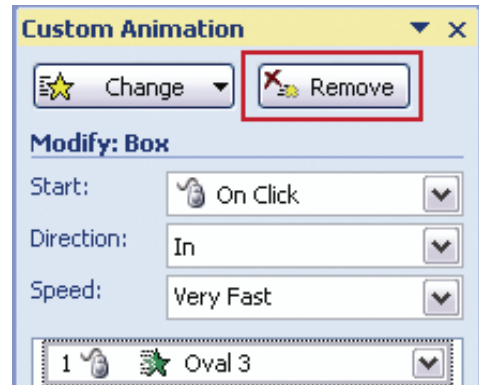 Custom Animation
Change
Remove
Modify: Box
Start: On Click
Direction: In
Speed: Very Fast
1 Oval 3